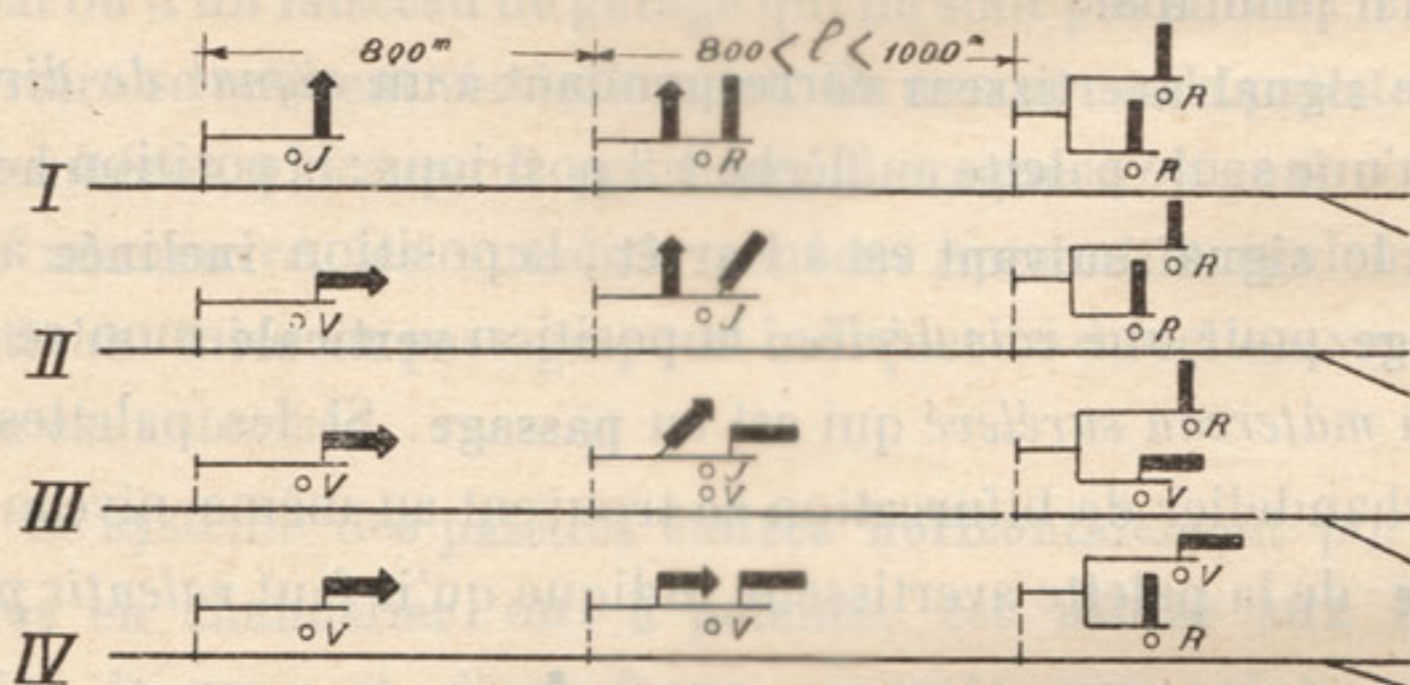 800ᵐ 800 < ℓ < 1000ᵐ
R
J R R
I
R
V J R
II
R
V J V
V
III
V
V V R
IV